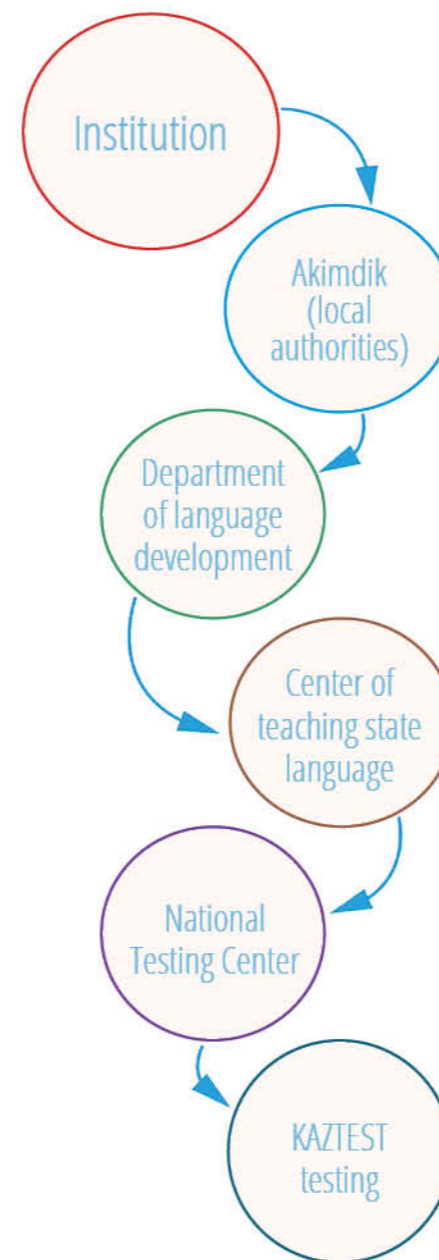 Institution
Akimdik
(local
authorities)
Department
of language
development
Center of
teaching state
language
National
Testing Center
KAZTEST
testing